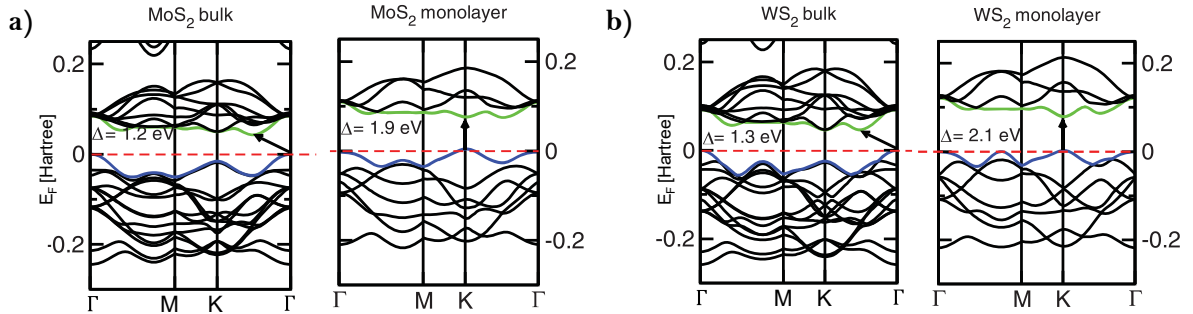 a)
MoS2 bulk
MoS2 monolayer
b)
WS2 bulk
WS2 monolayer
0.2
0.2
0.2
0.2
Δ= 1.2 eV
Δ= 1.9 eV
Δ= 1.3 eV
Δ= 2.1 eV
0
0
0
0
EF [Hartree]
EF [Hartree]
-0.2
-0.2
-0.2
-0.2
Γ M K Γ
Γ M K Γ
Γ M K Γ
Γ M K Γ